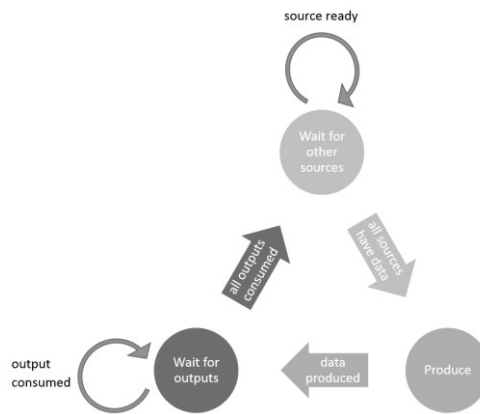 source ready
Wait for
other
sources
all sources
have data
all outputs
consumed
output
consumed
Wait for
outputs
data
produced
Produce